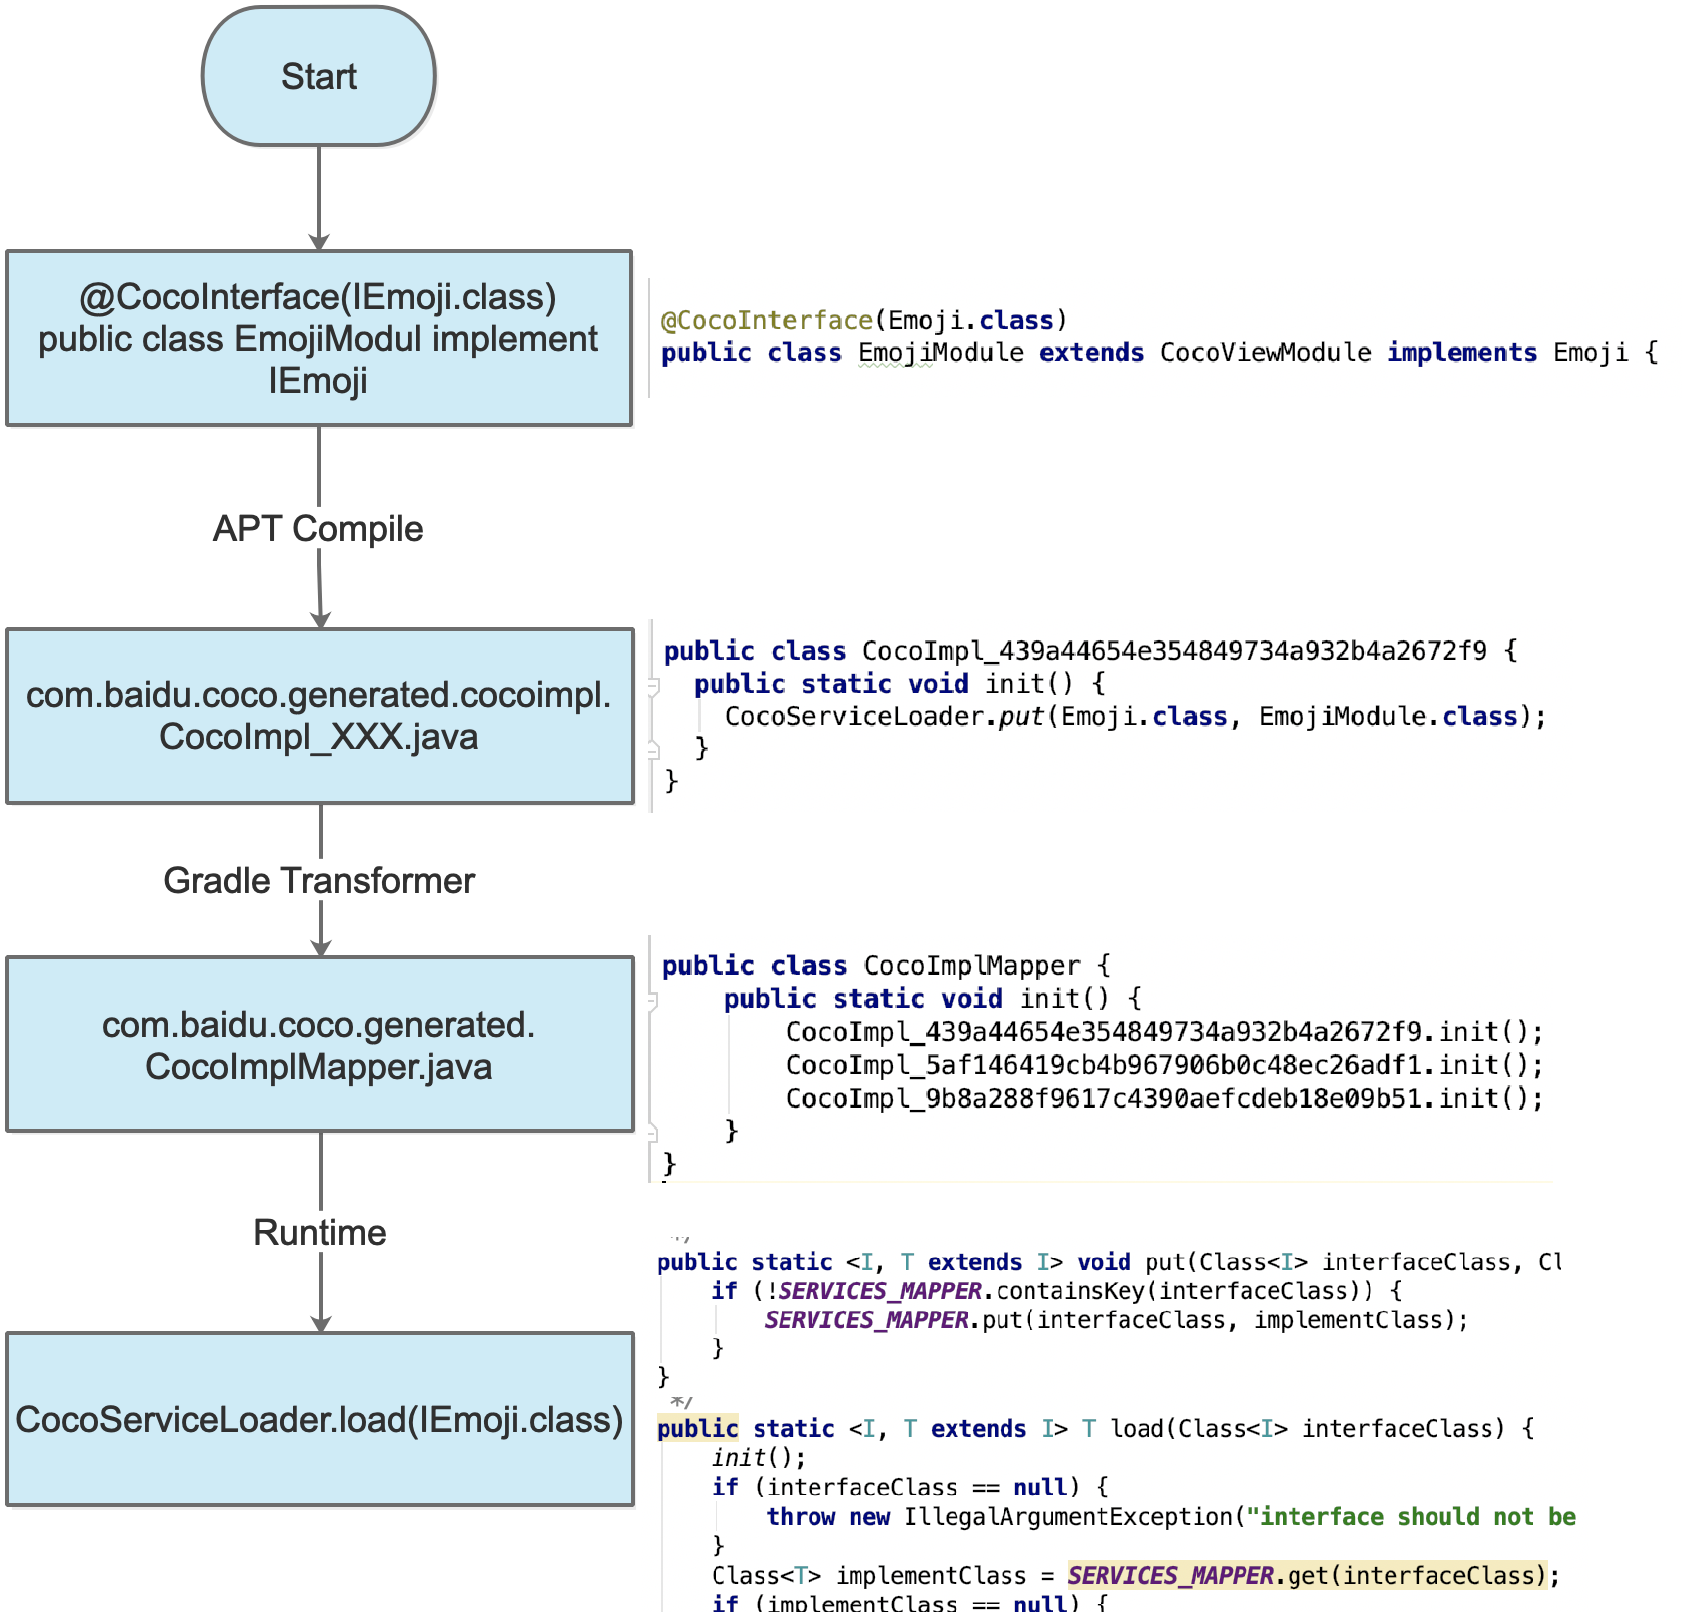 Start
@CocoInterface(IEmoji.class)
public class EmojiModul implement
IEmoji
@CocoInterface(Emoji.class)
public class EmojiModule extends CocoViewModule implements Emoji {
APT Compile
com.baidu.coco.generated.cocoimpl.
CocoImpl_XXX.java
public class CocoImpl_439a44654e354849734a932b4a2672f9 {
public static void init() {
CocoServiceLoader.put(Emoji.class, EmojiModule.class);
}
}
Gradle Transformer
com.baidu.coco.generated.
CocoImplMapper.java
public class CocoImplMapper {
public static void init() {
CocoImpl_439a44654e354849734a932b4a2672f9.init();
CocoImpl_5af146419cb4b967906b0c48ec26adf1.init();
CocoImpl_9b8a288f9617c4390aefcdeb18e09b51.init();
}
}
Runtime
CocoServiceLoader.load(IEmoji.class)
*/
public static <I, T extends I> void put(Class<I> interfaceClass, Cl
if (!SERVICES_MAPPER.containsKey(interfaceClass)) {
SERVICES_MAPPER.put(interfaceClass, implementClass);
}
}
*/
public static <I, T extends I> T load(Class<I> interfaceClass) {
init();
if (interfaceClass == null) {
throw new IllegalArgumentException("interface should not be
}
Class<T> implementClass = SERVICES_MAPPER.get(interfaceClass);
if (implementClass == null) {